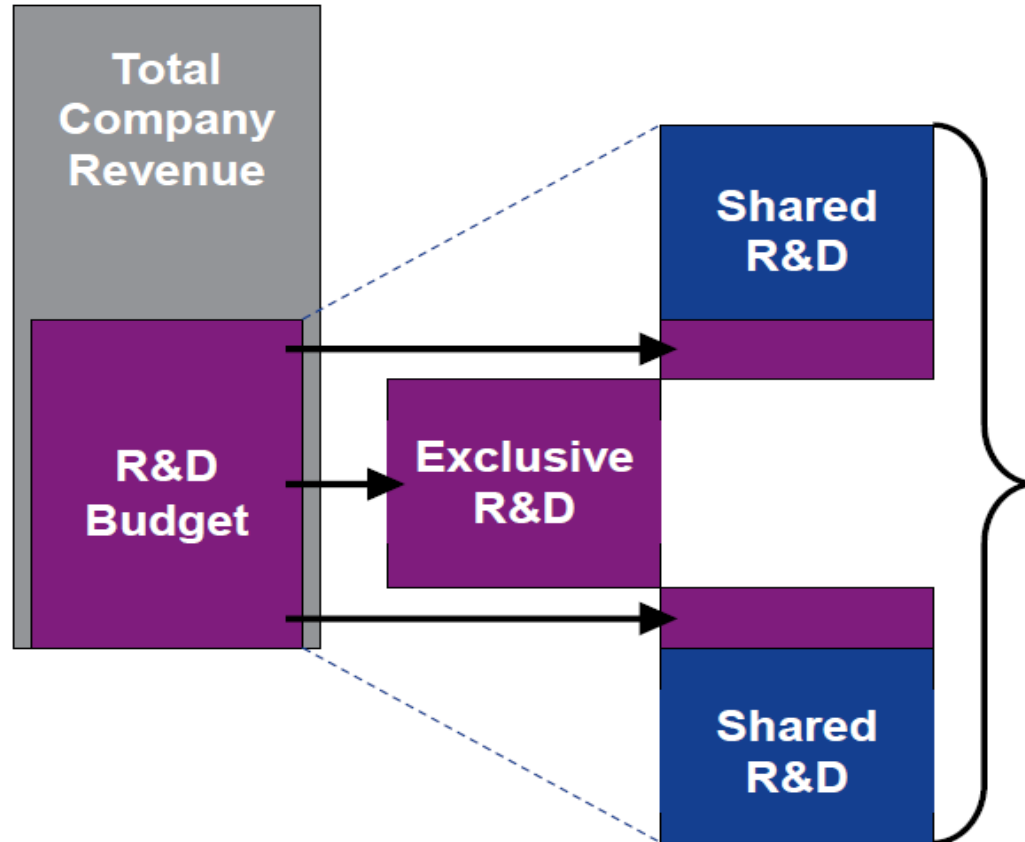 Total
Company
Revenue
Shared
R&D
R&D
Budget
Exclusive
R&D
Shared
R&D